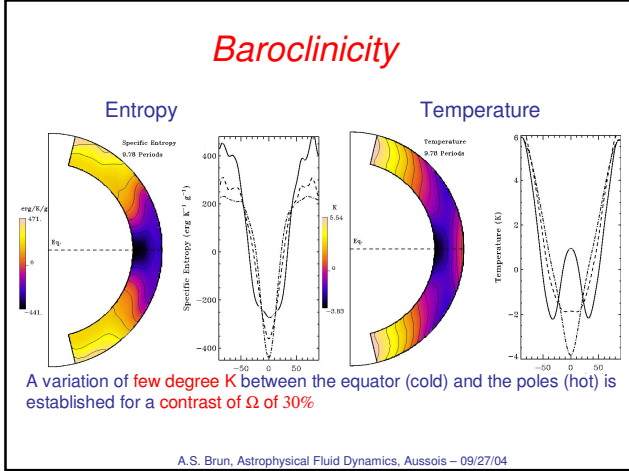 Baroclinicity
Entropy
Temperature
Specific Entropy
9.78 Periods
erg/K/g
471.
0
-441.
Eq.
Specific Entropy (erg K⁻¹ g⁻¹)
400
200
0
-200
-400
-50
0
50
Temperature
9.78 Periods
K
5.54
0
-3.83
Eq.
Temperature (K)
6
4
2
0
-2
-4
-50
0
50
A variation of few degree K between the equator (cold) and the poles (hot) is
established for a contrast of Ω of 30%
A.S. Brun, Astrophysical Fluid Dynamics, Aussois – 09/27/04